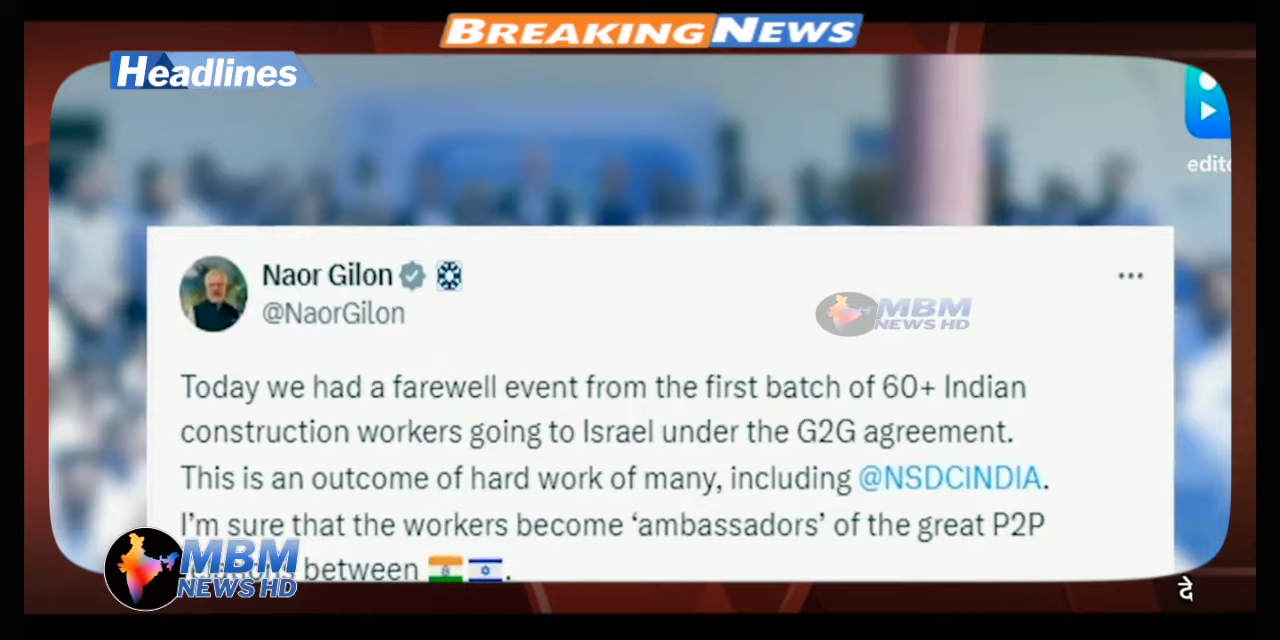 BREAKING NEWS
Headlines
edito
Naor Gilon
@NaorGilon
MBM
NEWS HD
Today we had a farewell event from the first batch of 60+ Indian
construction workers going to Israel under the G2G agreement.
This is an outcome of hard work of many, including @NSDCINDIA.
I'm sure that the workers become ‘ambassadors’ of the great P2P
between 🇮🇳🇮🇱.
MBM
NEWS HD
दे